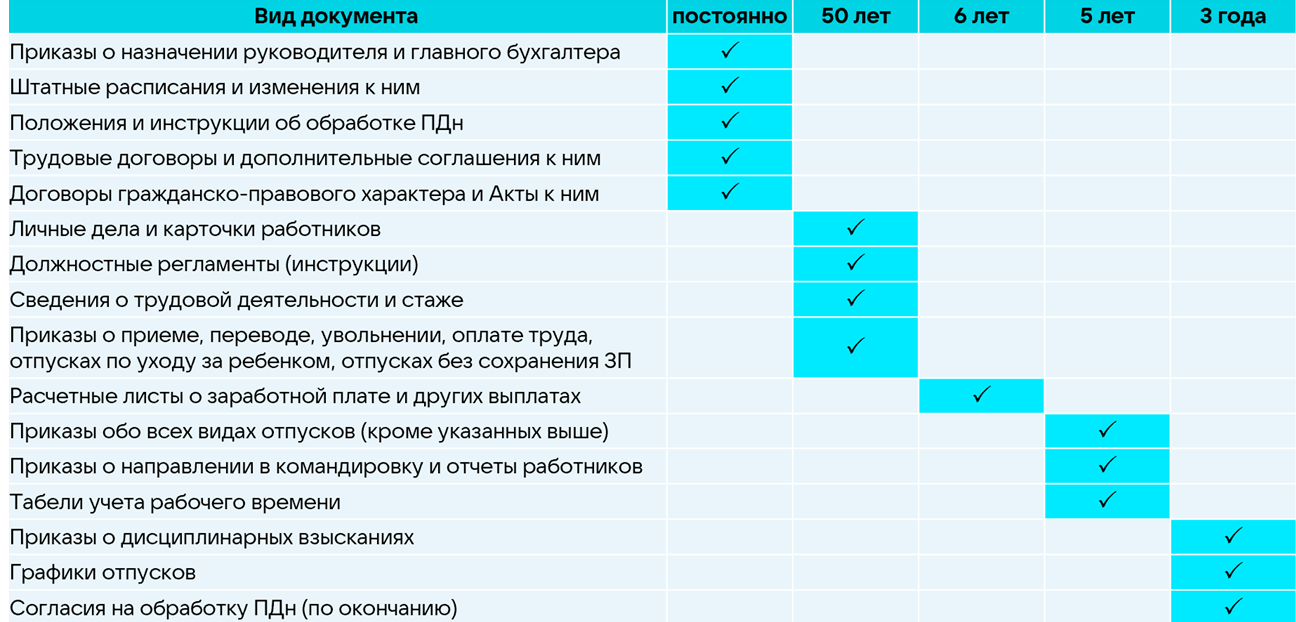 Вид документа постоянно 50 лет 6 лет 5 лет 3 года
Приказы о назначении руководителя и главного бухгалтера ✓
Штатные расписания и изменения к ним ✓
Положения и инструкции об обработке ПДн ✓
Трудовые договоры и дополнительные соглашения к ним ✓
Договоры гражданско-правового характера и Акты к ним ✓
Личные дела и карточки работников ✓
Должностные регламенты (инструкции) ✓
Сведения о трудовой деятельности и стаже ✓
Приказы о приеме, переводе, увольнении, оплате труда,
отпусках по уходу за ребенком, отпусках без сохранения ЗП ✓
Расчетные листы о заработной плате и других выплатах ✓
Приказы обо всех видах отпусков (кроме указанных выше) ✓
Приказы о направлении в командировку и отчеты работников ✓
Табели учета рабочего времени ✓
Приказы о дисциплинарных взысканиях ✓
Графики отпусков ✓
Согласия на обработку ПДн (по окончанию) ✓